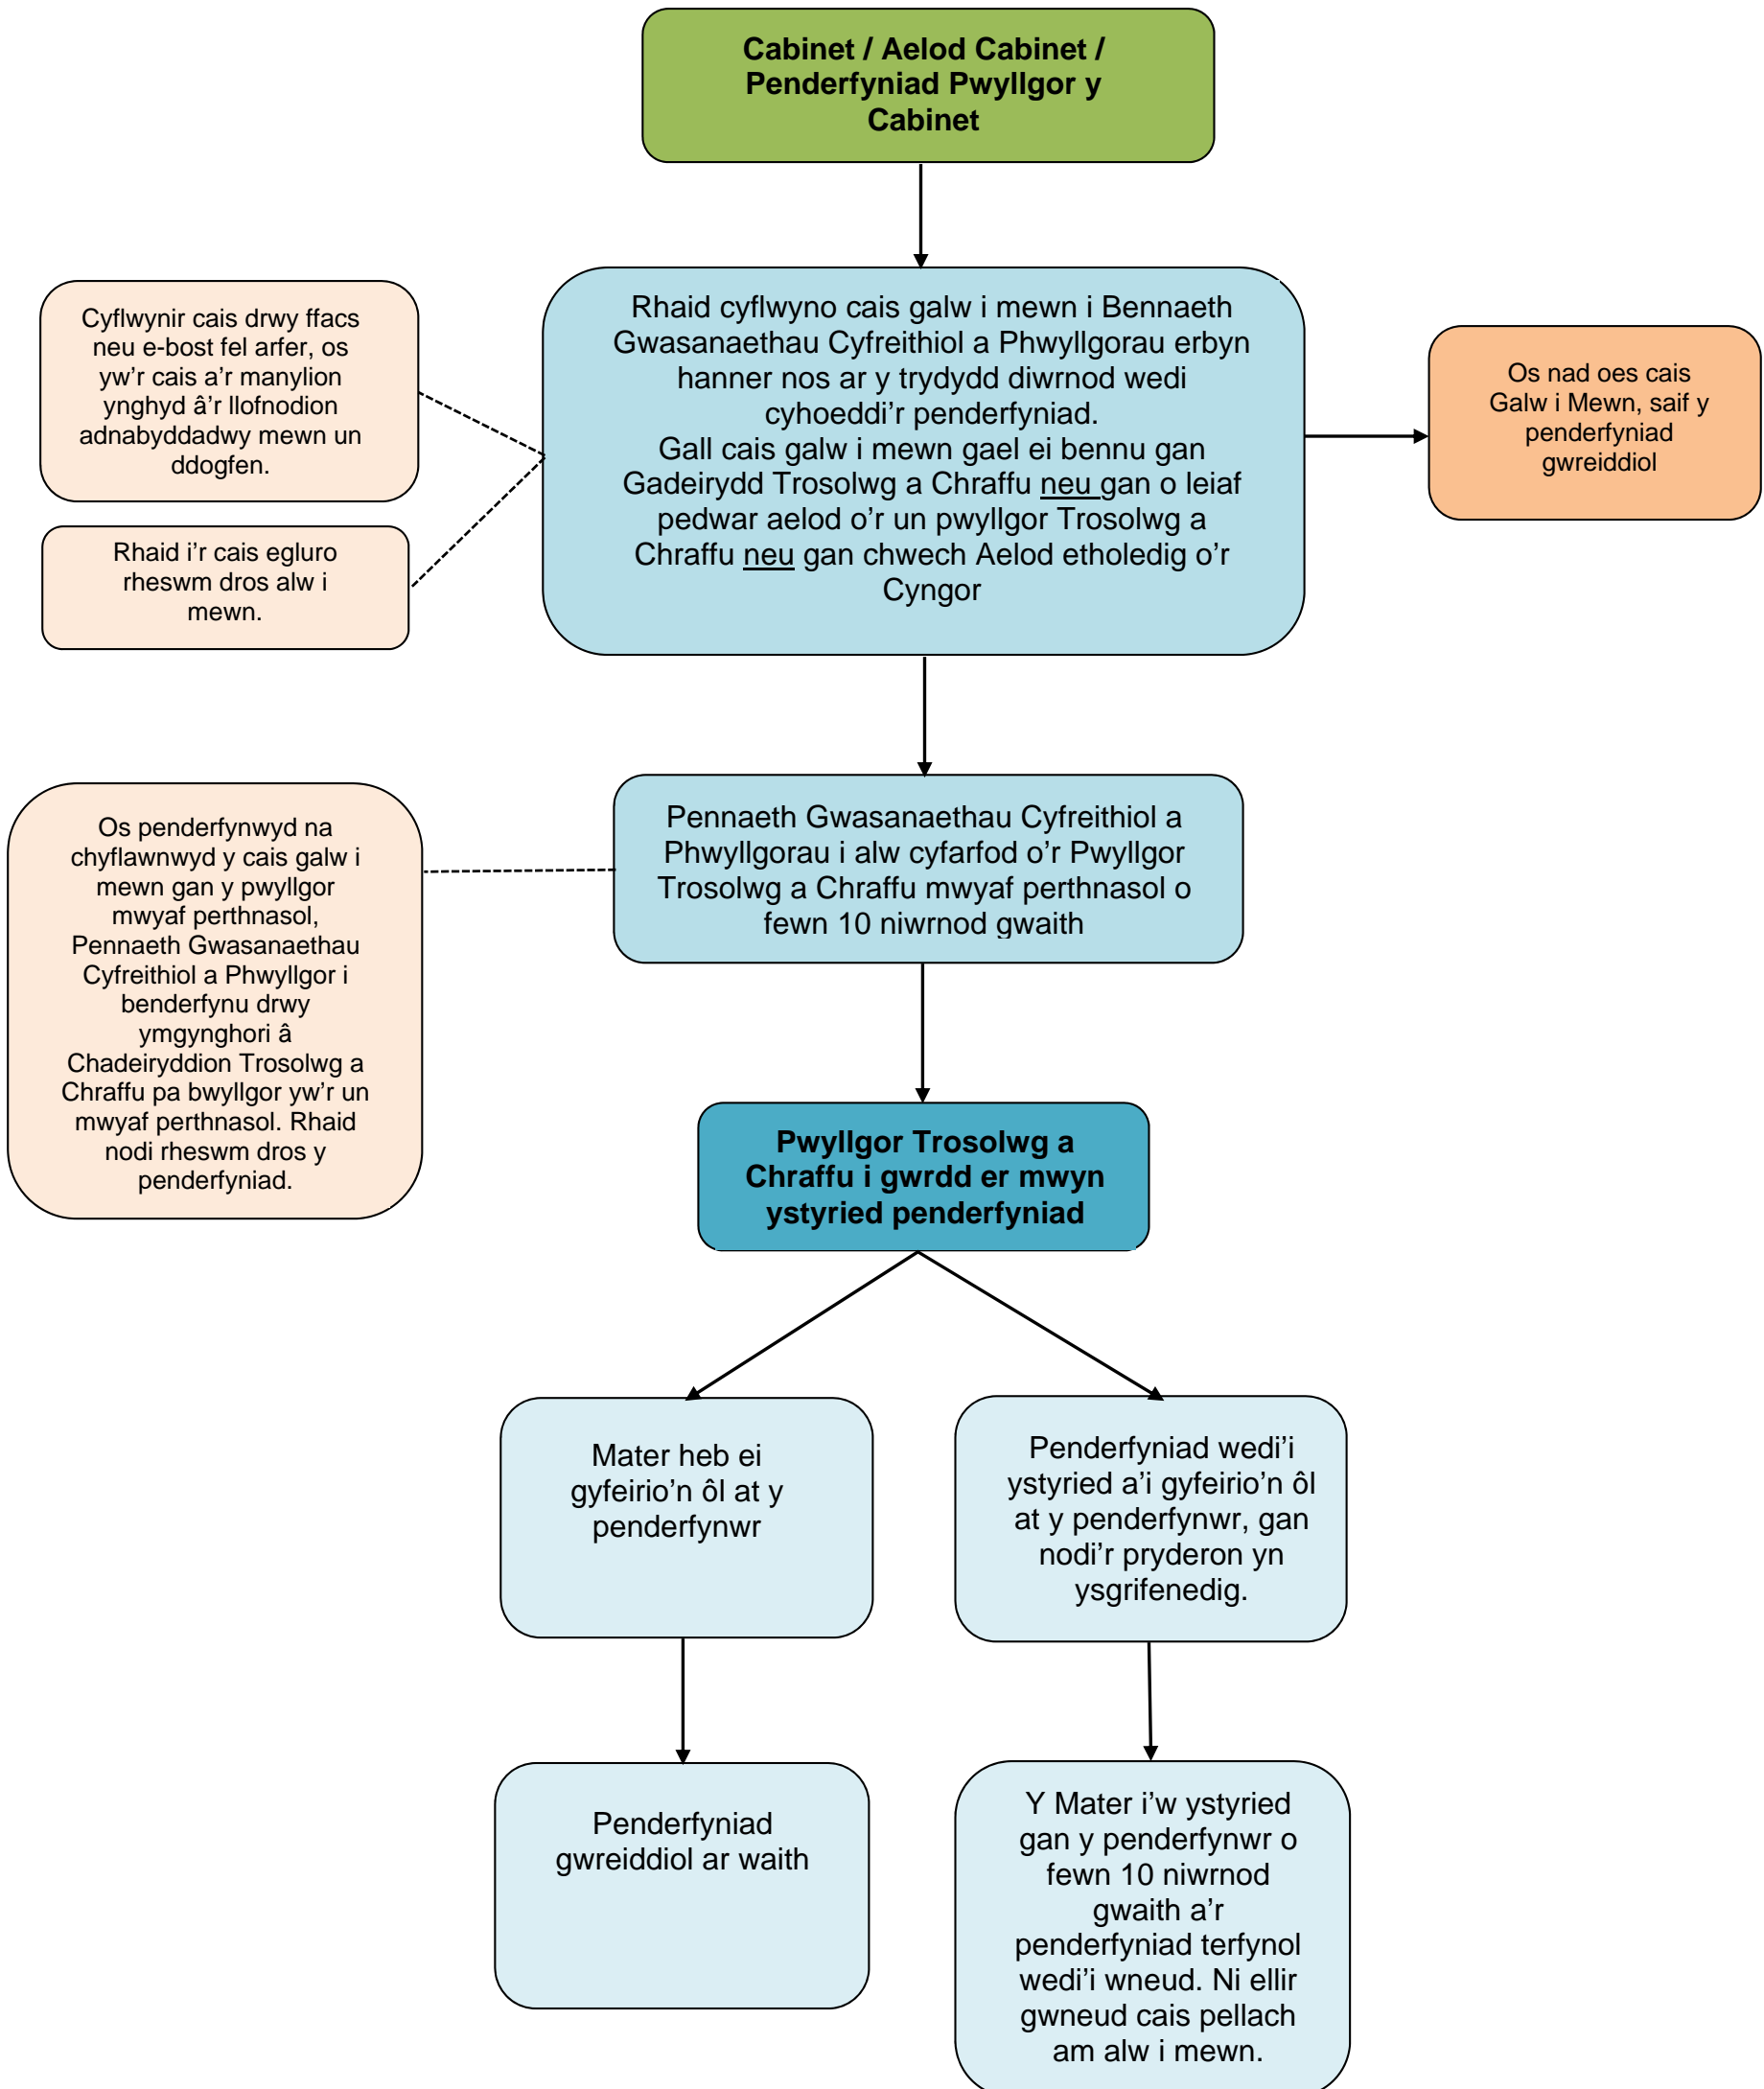 Cabinet / Aelod Cabinet /
Penderfyniad Pwyllgor y
Cabinet
Cyflwynir cais drwy ffacs
neu e-bost fel arfer, os
yw’r cais a’r manylion
ynghyd â’r llofnodion
adnabyddadwy mewn un
ddogfen.
Rhaid i’r cais egluro
rheswm dros alw i
mewn.
Rhaid cyflwyno cais galw i mewn i Bennaeth
Gwasanaethau Cyfreithiol a Phwyllgorau erbyn
hanner nos ar y trydydd diwrnod wedi
cyhoeddi’r penderfyniad.
Gall cais galw i mewn gael ei bennu gan
Gadeirydd Trosolwg a Chraffu neu gan o leiaf
pedwar aelod o’r un pwyllgor Trosolwg a
Chraffu neu gan chwech Aelod etholedig o’r
Cyngor
Os nad oes cais
Galw i Mewn, saif y
penderfyniad
gwreiddiol
Os penderfynwyd na
chyflawnwyd y cais galw i
mewn gan y pwyllgor
mwyaf perthnasol,
Pennaeth Gwasanaethau
Cyfreithiol a Phwyllgor i
benderfynu drwy
ymgynghori â
Chadeiryddion Trosolwg a
Chraffu pa bwyllgor yw’r un
mwyaf perthnasol. Rhaid
nodi rheswm dros y
penderfyniad.
Pennaeth Gwasanaethau Cyfreithiol a
Phwyllgorau i alw cyfarfod o’r Pwyllgor
Trosolwg a Chraffu mwyaf perthnasol o
fewn 10 niwrnod gwaith
Pwyllgor Trosolwg a
Chraffu i gwrdd er mwyn
ystyried penderfyniad
Mater heb ei
gyfeirio’n ôl at y
penderfynwr
Penderfyniad wedi’i
ystyried a’i gyfeirio’n ôl
at y penderfynwr, gan
nodi’r pryderon yn
ysgrifenedig.
Penderfyniad
gwreiddiol ar waith
Y Mater i’w ystyried
gan y penderfynwr o
fewn 10 niwrnod
gwaith a’r
penderfyniad terfynol
wedi’i wneud. Ni ellir
gwneud cais pellach
am alw i mewn.